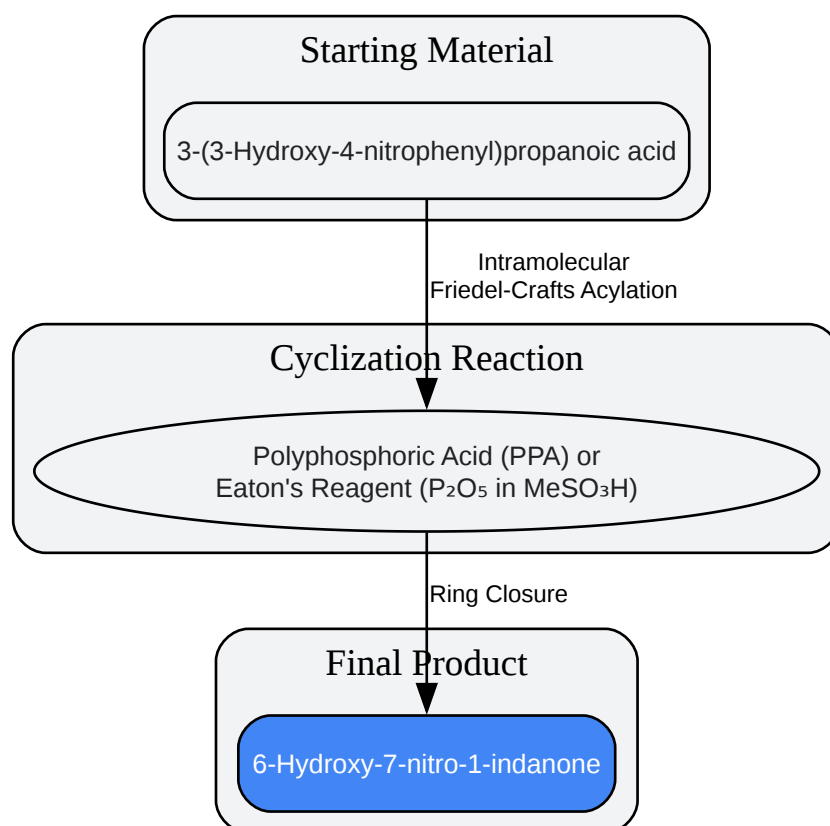 Starting Material
3-(3-Hydroxy-4-nitrophenyl)propanoic acid
Intramolecular
Friedel-Crafts Acylation
Cyclization Reaction
Polyphosphoric Acid (PPA) or
Eaton's Reagent (P₂O₅ in MeSO₃H)
Ring Closure
Final Product
6-Hydroxy-7-nitro-1-indanone